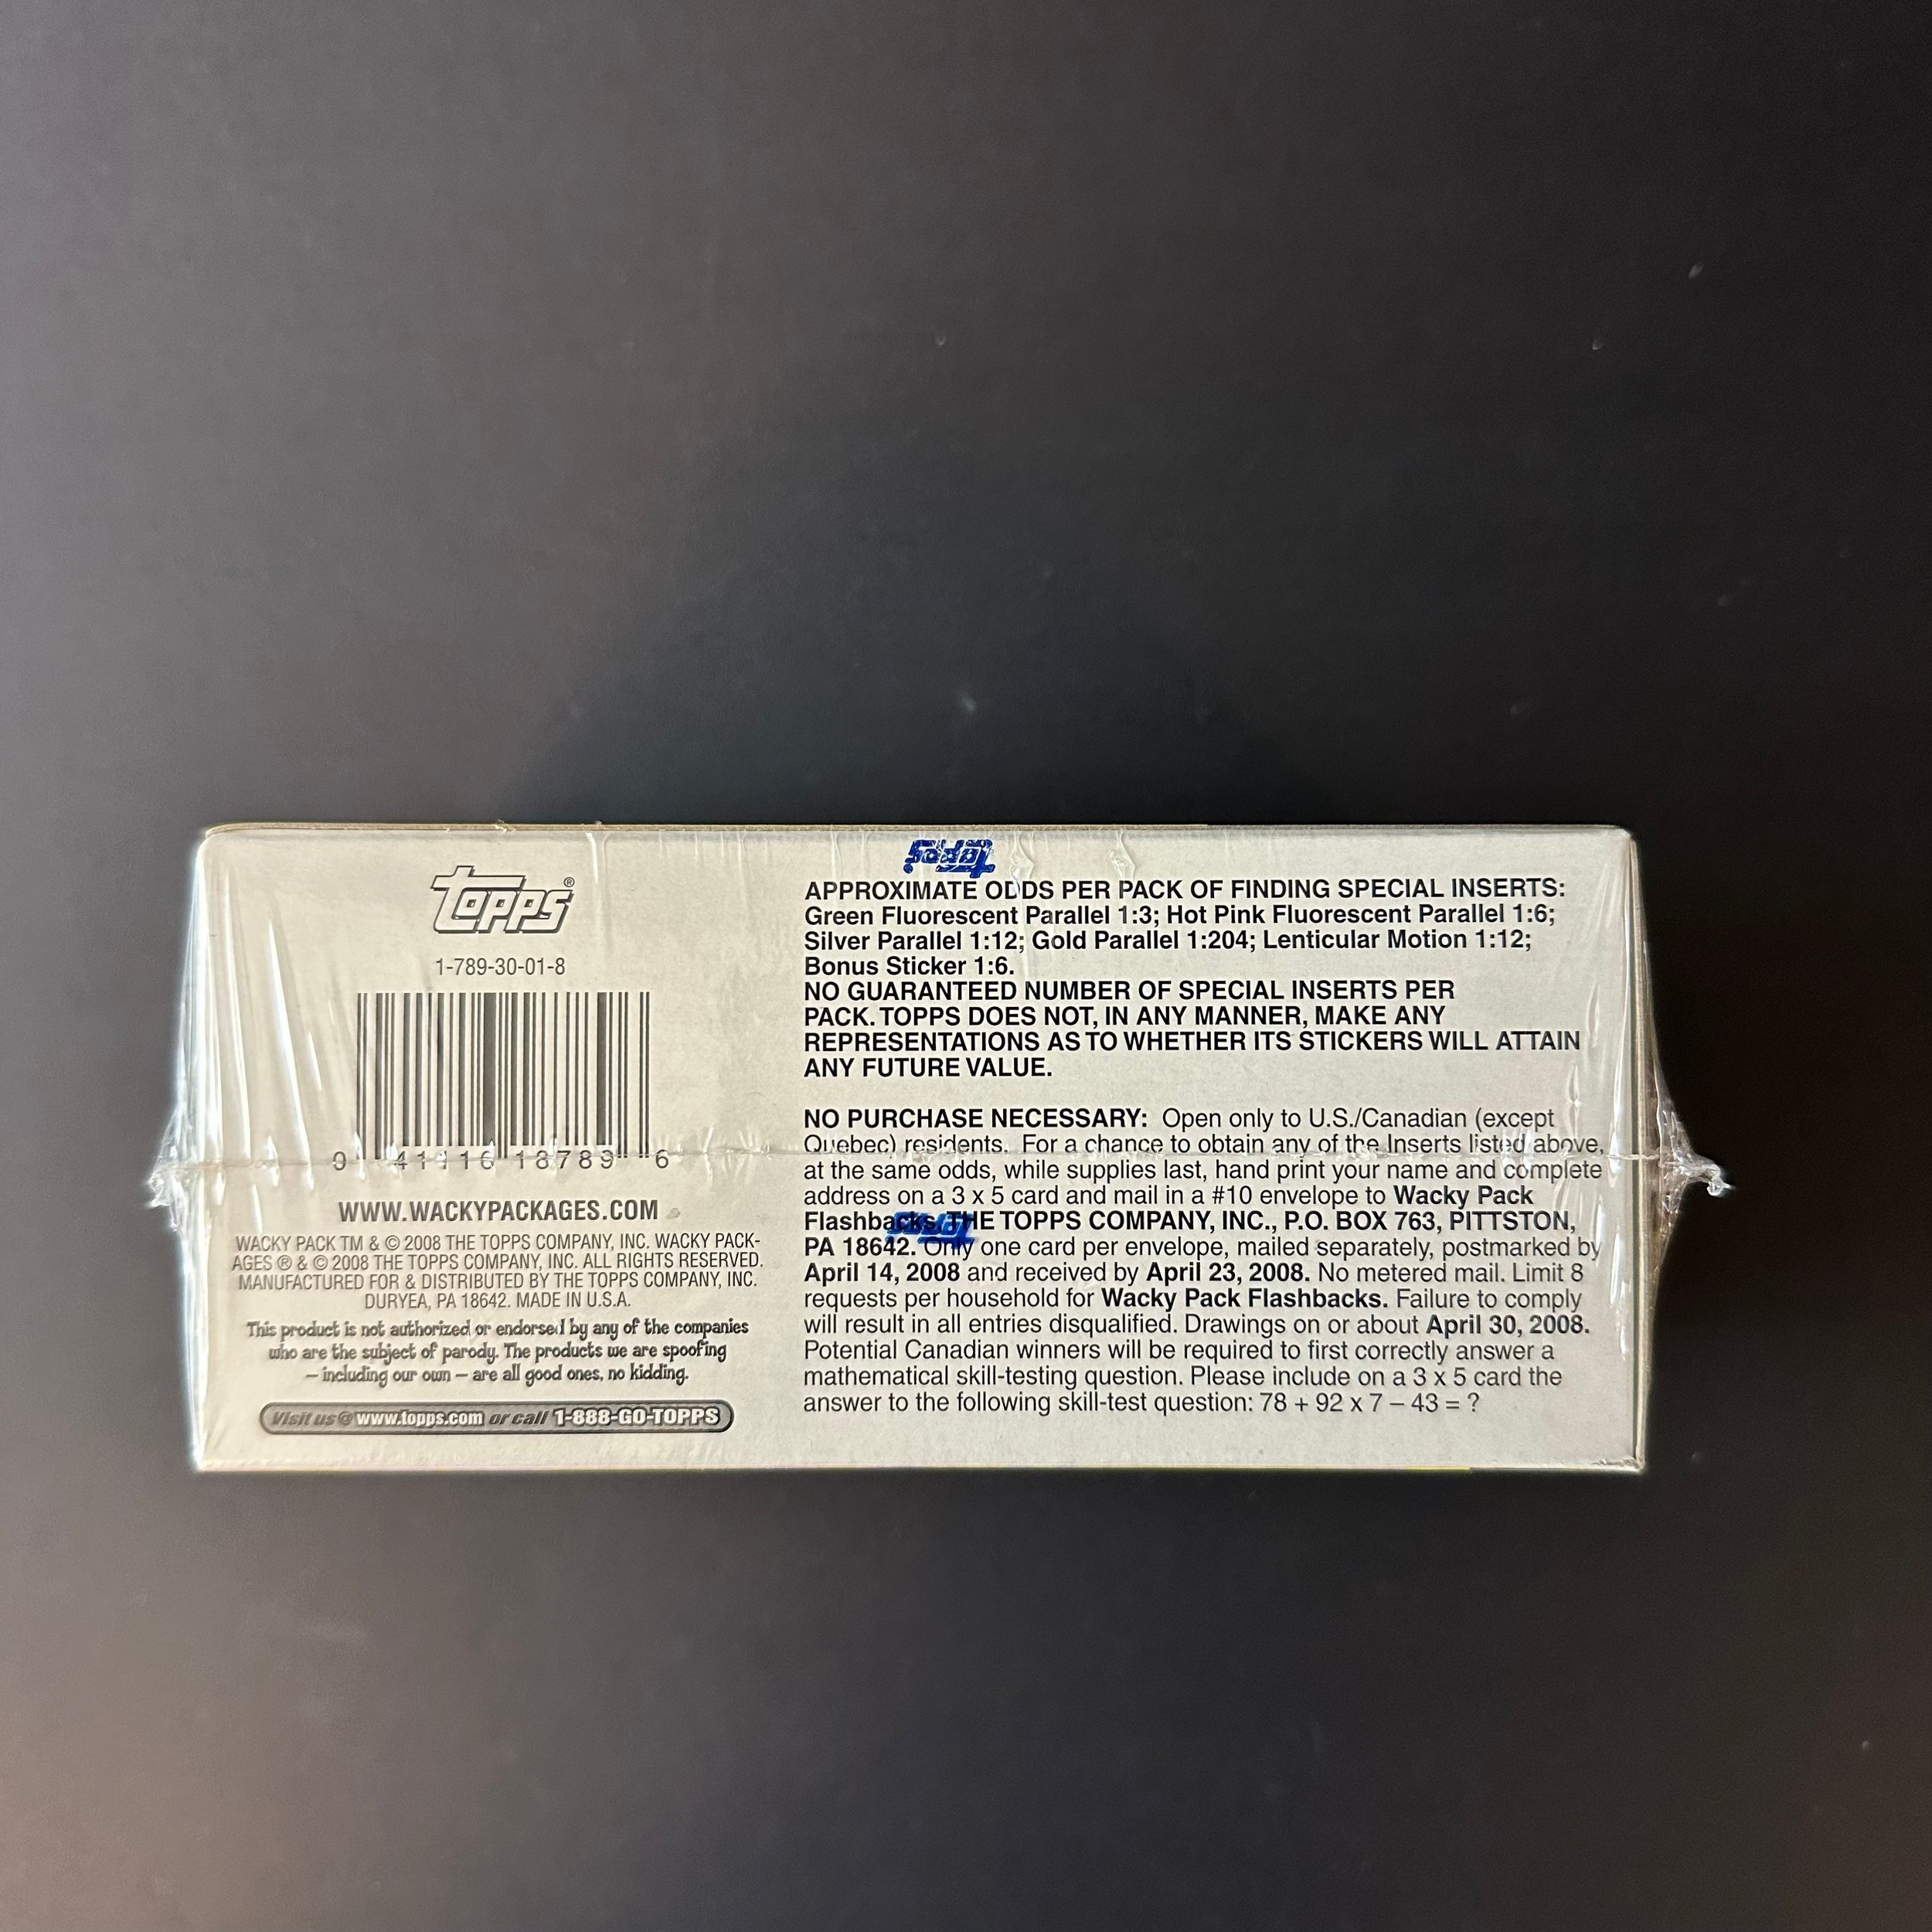 Topps®
1-789-30-01-8
0 41116 18789 6
WWW.WACKYPACKAGES.COM
WACKY PACK TM & © 2008 THE TOPPS COMPANY, INC. WACKY PACK-
AGES ® & © 2008 THE TOPPS COMPANY, INC. ALL RIGHTS RESERVED.
MANUFACTURED FOR & DISTRIBUTED BY THE TOPPS COMPANY, INC.
DURYEA, PA 18642. MADE IN U.S.A.
This product is not authorized or endorsed by any of the companies
who are the subject of parody. The products we are spoofing
– including our own – are all good ones, no kidding.
Visit us @ www.topps.com or call 1-888-GO-TOPPS
Topps
APPROXIMATE ODDS PER PACK OF FINDING SPECIAL INSERTS:
Green Fluorescent Parallel 1:3; Hot Pink Fluorescent Parallel 1:6;
Silver Parallel 1:12; Gold Parallel 1:204; Lenticular Motion 1:12;
Bonus Sticker 1:6.
NO GUARANTEED NUMBER OF SPECIAL INSERTS PER
PACK. TOPPS DOES NOT, IN ANY MANNER, MAKE ANY
REPRESENTATIONS AS TO WHETHER ITS STICKERS WILL ATTAIN
ANY FUTURE VALUE.
NO PURCHASE NECESSARY: Open only to U.S./Canadian (except
Quebec) residents. For a chance to obtain any of the Inserts listed above,
at the same odds, while supplies last, hand print your name and complete
address on a 3 x 5 card and mail in a #10 envelope to Wacky Pack
Flashbacks, THE TOPPS COMPANY, INC., P.O. BOX 763, PITTSTON,
Topps
PA 18642. Only one card per envelope, mailed separately, postmarked by
April 14, 2008 and received by April 23, 2008. No metered mail. Limit 8
requests per household for Wacky Pack Flashbacks. Failure to comply
will result in all entries disqualified. Drawings on or about April 30, 2008.
Potential Canadian winners will be required to first correctly answer a
mathematical skill-testing question. Please include on a 3 x 5 card the
answer to the following skill-test question: 78 + 92 x 7 – 43 = ?